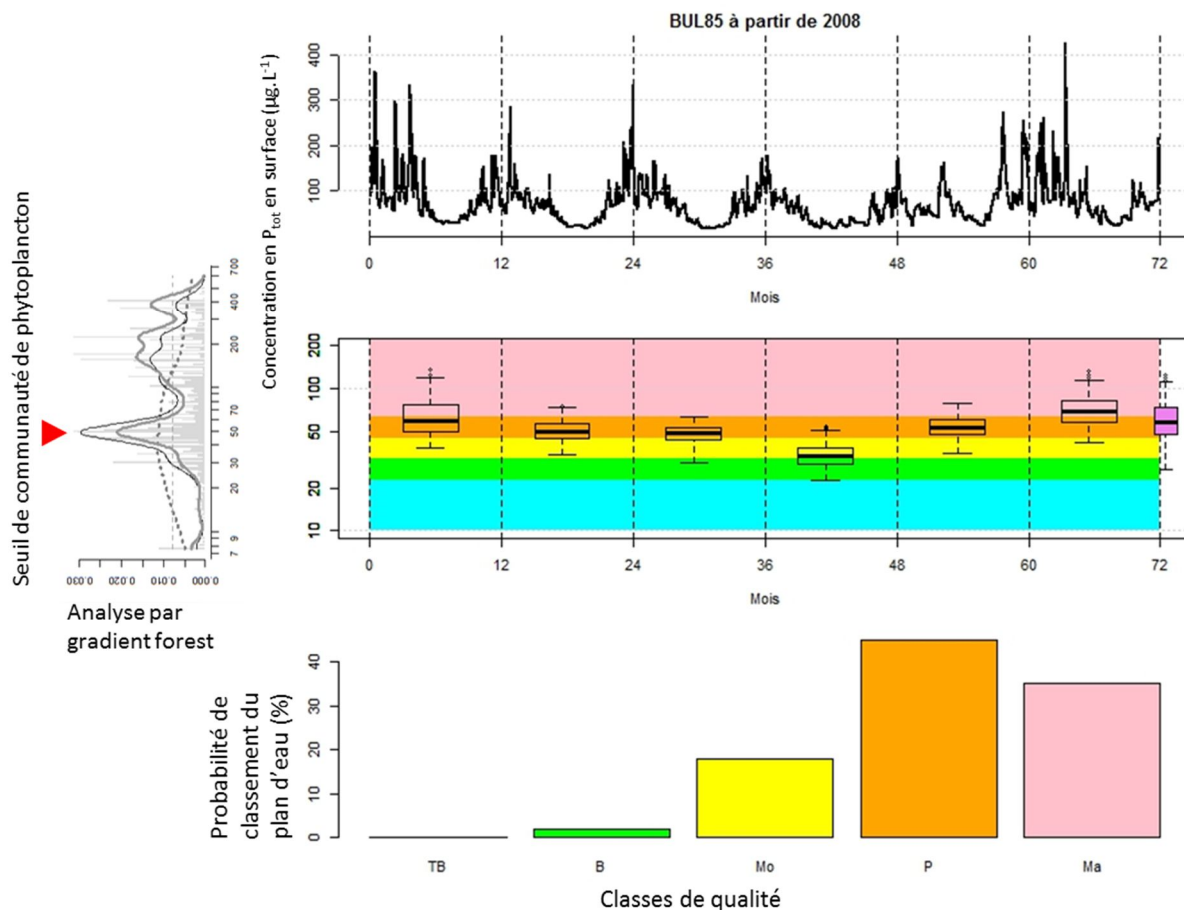 BUL85 à partir de 2008
Concentration en Ptot en surface (µg.L-1)
400
300
200
100
0
12
24
36
48
60
72
Mois
Seuil de communauté de phytoplancton
700
400
200
100
70
50
30
20
9
7
0.030
0.020
0.010
0.000
Analyse par
gradient forest
200
100
50
20
10
0
12
24
36
48
60
72
Mois
Probabilité de
classement du
plan d’eau (%)
40
30
20
10
0
TB
B
Mo
P
Ma
Classes de qualité